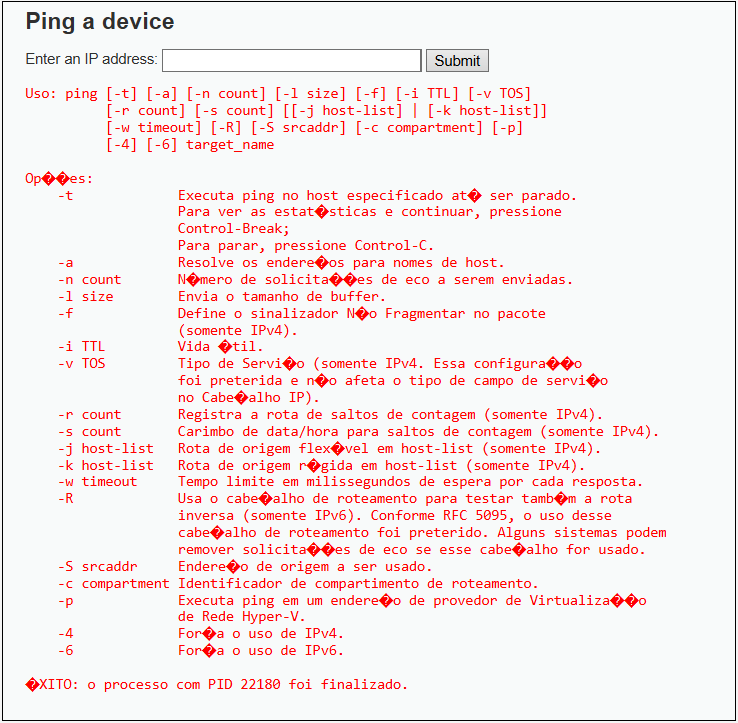 Ping a device
Enter an IP address: Submit
Uso: ping [-t] [-a] [-n count] [-l size] [-f] [-i TTL] [-v TOS]
[-r count] [-s count] [[-j host-list] | [-k host-list]]
[-w timeout] [-R] [-S srcaddr] [-c compartment] [-p]
[-4] [-6] target_name
Op��es:
-t Executa ping no host especificado at� ser parado.
Para ver as estat�sticas e continuar, pressione
Control-Break;
Para parar, pressione Control-C.
-a Resolve os endere�os para nomes de host.
-n count N�mero de solicita��es de eco a serem enviadas.
-l size Envia o tamanho de buffer.
-f Define o sinalizador N�o Fragmentar no pacote
(somente IPv4).
-i TTL Vida �til.
-v TOS Tipo de Servi�o (somente IPv4. Essa configura��o
foi preterida e n�o afeta o tipo de campo de servi�o
no Cabe�alho IP).
-r count Registra a rota de saltos de contagem (somente IPv4).
-s count Carimbo de data/hora para saltos de contagem (somente IPv4).
-j host-list Rota de origem flex�vel em host-list (somente IPv4).
-k host-list Rota de origem r�gida em host-list (somente IPv4).
-w timeout Tempo limite em milissegundos de espera por cada resposta.
-R Usa o cabe�alho de roteamento para testar tamb�m a rota
inversa (somente IPv6). Conforme RFC 5095, o uso desse
cabe�alho de roteamento foi preterido. Alguns sistemas podem
remover solicita��es de eco se esse cabe�alho for usado.
-S srcaddr Endere�o de origem a ser usado.
-c compartment Identificador de compartimento de roteamento.
-p Executa ping em um endere�o de provedor de Virtualiza��o
de Rede Hyper-V.
-4 For�a o uso de IPv4.
-6 For�a o uso de IPv6.
�XITO: o processo com PID 22180 foi finalizado.